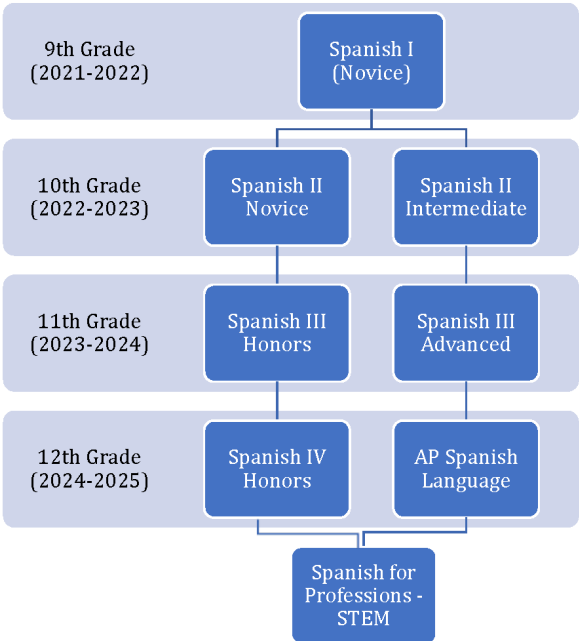 9th Grade
(2021-2022)
Spanish I
(Novice)
10th Grade
(2022-2023)
Spanish II
Novice
Spanish II
Intermediate
11th Grade
(2023-2024)
Spanish III
Honors
Spanish III
Advanced
12th Grade
(2024-2025)
Spanish IV
Honors
AP Spanish
Language
Spanish for
Professions -
STEM